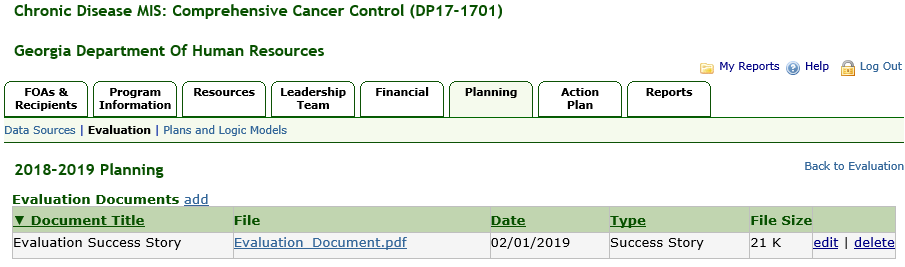 Chronic Disease MIS: Comprehensive Cancer Control (DP17-1701)
Georgia Department Of Human Resources
My Reports Help Log Out
FOAs & Recipients Program Information Resources Leadership Team Financial Planning Action Plan Reports
Data Sources | Evaluation | Plans and Logic Models
2018-2019 Planning Back to Evaluation
Evaluation Documents add
▼ Document Title File Date Type File Size
Evaluation Success Story Evaluation_Document.pdf 02/01/2019 Success Story 21 K edit | delete